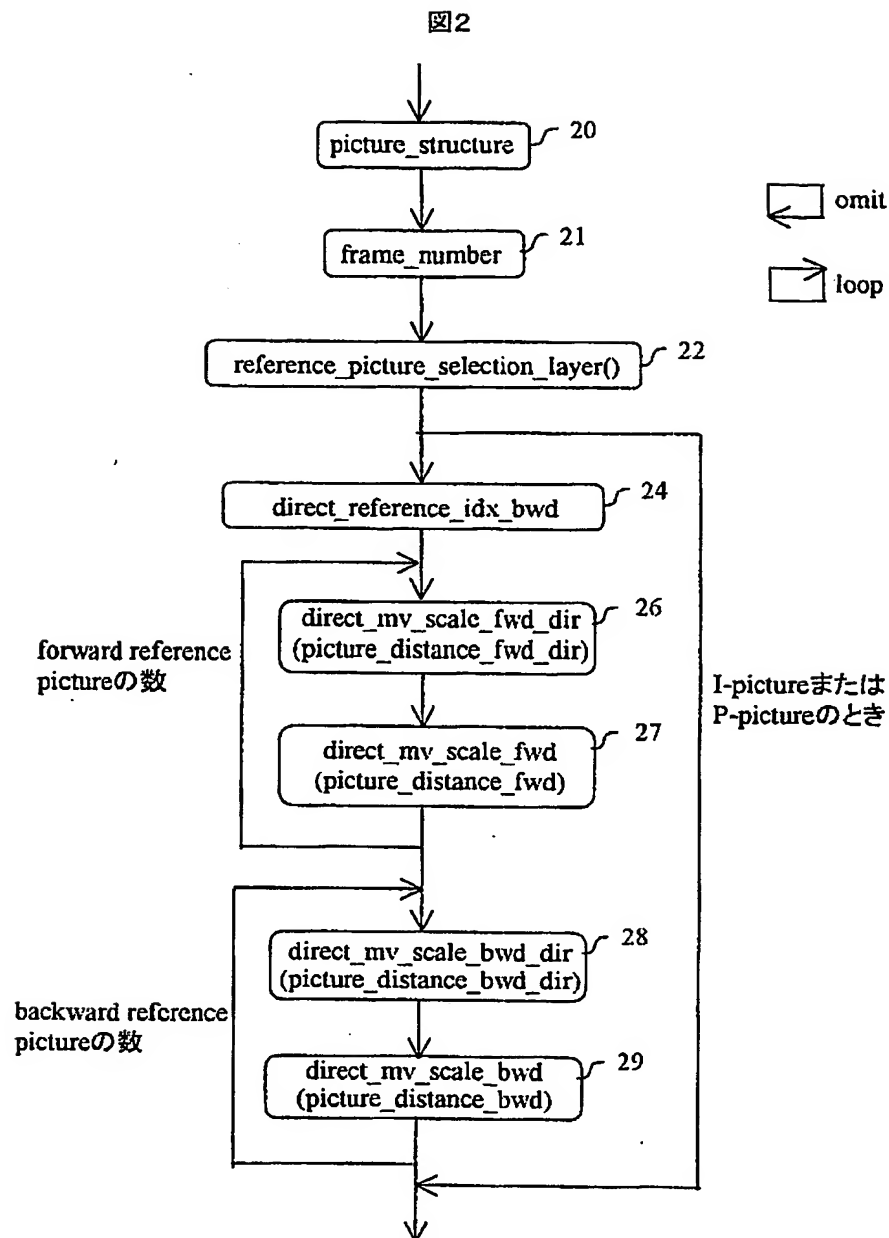 図2
picture_structure
20
frame_number
21
reference_picture_selection_layer()
22
omit
loop
direct_reference_idx_bwd
24
forward reference
pictureの数
direct_mv_scale_fwd_dir
(picture_distance_fwd_dir)
26
direct_mv_scale_fwd
(picture_distance_fwd)
27
I-pictureまたは
P-pictureのとき
backward reference
pictureの数
direct_mv_scale_bwd_dir
(picture_distance_bwd_dir)
28
direct_mv_scale_bwd
(picture_distance_bwd)
29